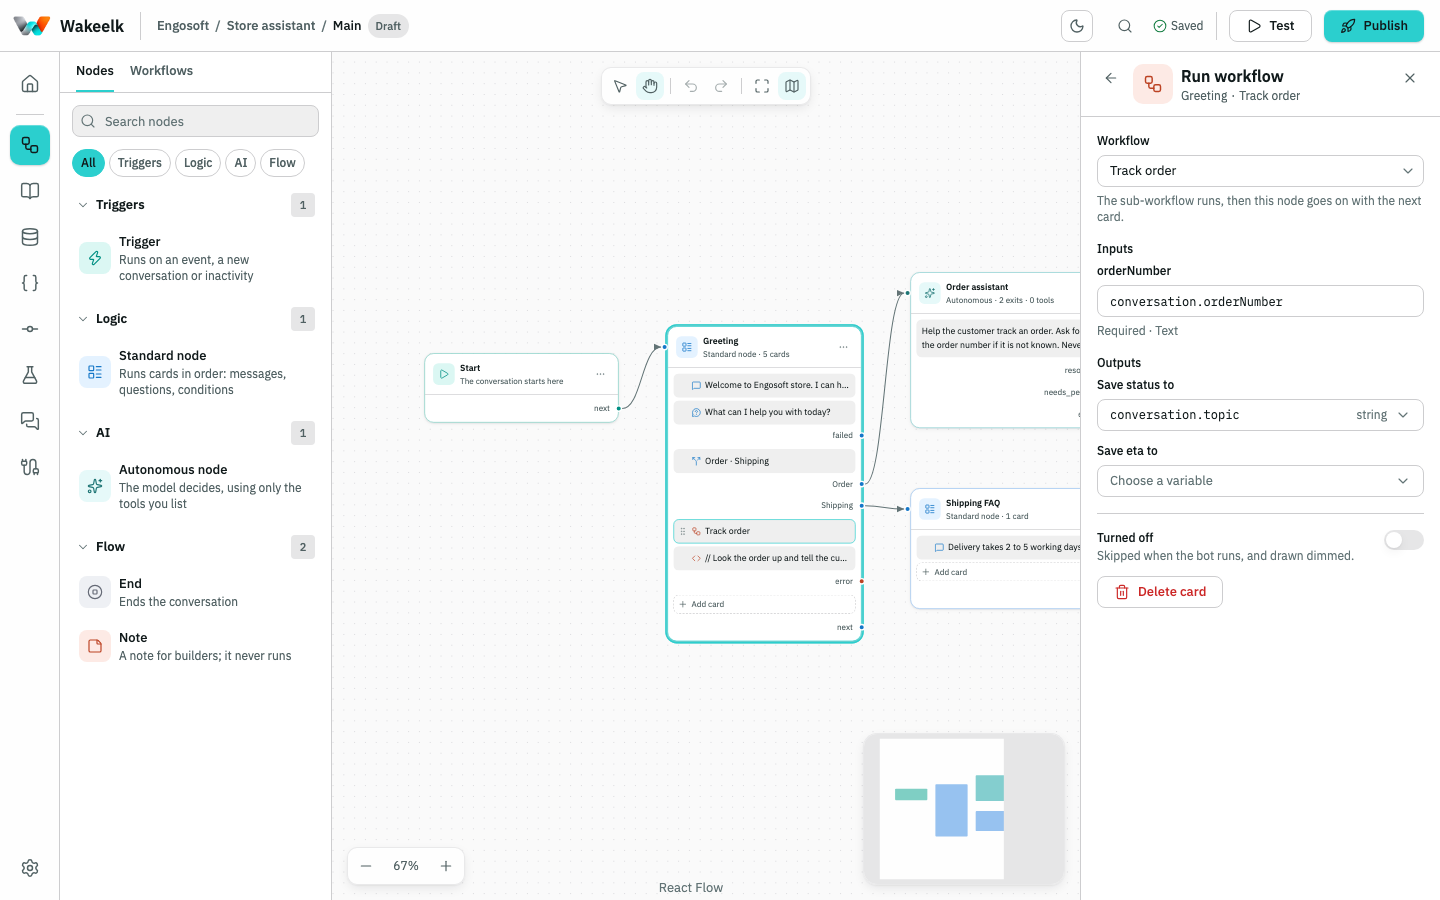 Wakeelk
Engosoft / Store assistant / Main Draft
Saved
Test
Publish
Nodes
Workflows
Search nodes
All
Triggers
Logic
AI
Flow
Triggers
1
Trigger
Runs on an event, a new
conversation or inactivity
Logic
1
Standard node
Runs cards in order: messages,
questions, conditions
AI
1
Autonomous node
The model decides, using only the
tools you list
Flow
2
End
Ends the conversation
Note
A note for builders; it never runs
Start
The conversation starts here
next
Greeting
Standard node · 5 cards
Welcome to Engosoft store. I can h...
What can I help you with today?
failed
Order · Shipping
Order
Shipping
Track order
// Look the order up and tell the cu...
error
Add card
next
Order assistant
Autonomous · 2 exits · 0 tools
Help the customer track an order. Ask fo
the order number if it is not known. Neve
reso
needs_pe
Shipping FAQ
Standard node · 1 card
Delivery takes 2 to 5 working days
Add card
67%
React Flow
Run workflow
Greeting · Track order
Workflow
Track order
The sub-workflow runs, then this node goes on with the next
card.
Inputs
orderNumber
conversation.orderNumber
Required · Text
Outputs
Save status to
conversation.topic
string
Save eta to
Choose a variable
Turned off
Skipped when the bot runs, and drawn dimmed.
Delete card